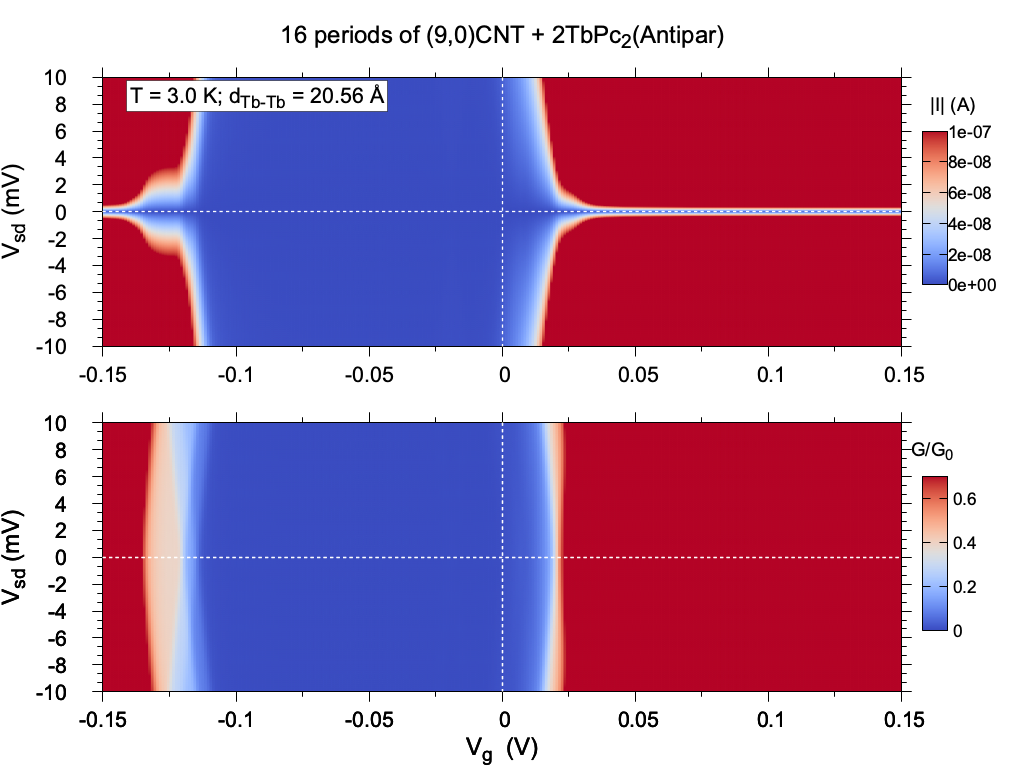 16 periods of (9,0)CNT + 2TbPc2(Antipar)
T = 3.0 K; dTb-Tb = 20.56 Å
10
8
6
4
2
0
-2
-4
-6
-8
-10
Vsd (mV)
-0.15 -0.1 -0.05 0 0.05 0.1 0.15
|I| (A)
1e-07
8e-08
6e-08
4e-08
2e-08
0e+00
10
8
6
4
2
0
-2
-4
-6
-8
-10
Vsd (mV)
-0.15 -0.1 -0.05 0 0.05 0.1 0.15
Vg (V)
G/G0
0.6
0.4
0.2
0